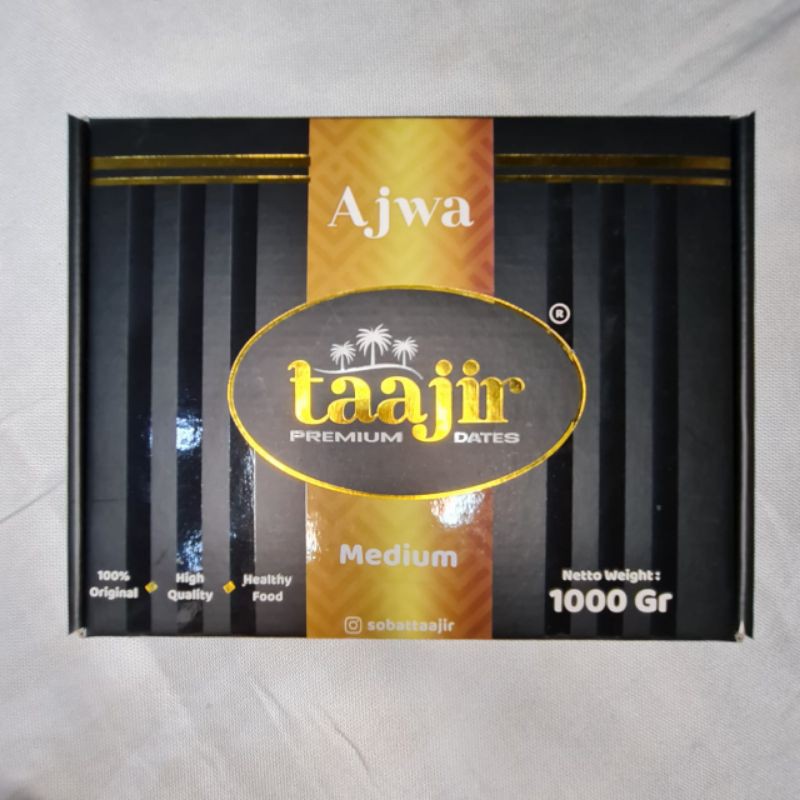 Ajwa
®
taajir
PREMIUM DATES
Medium
100% Original
High Quality
Healthy Food
Netto Weight :
1000 Gr
sobattaajir